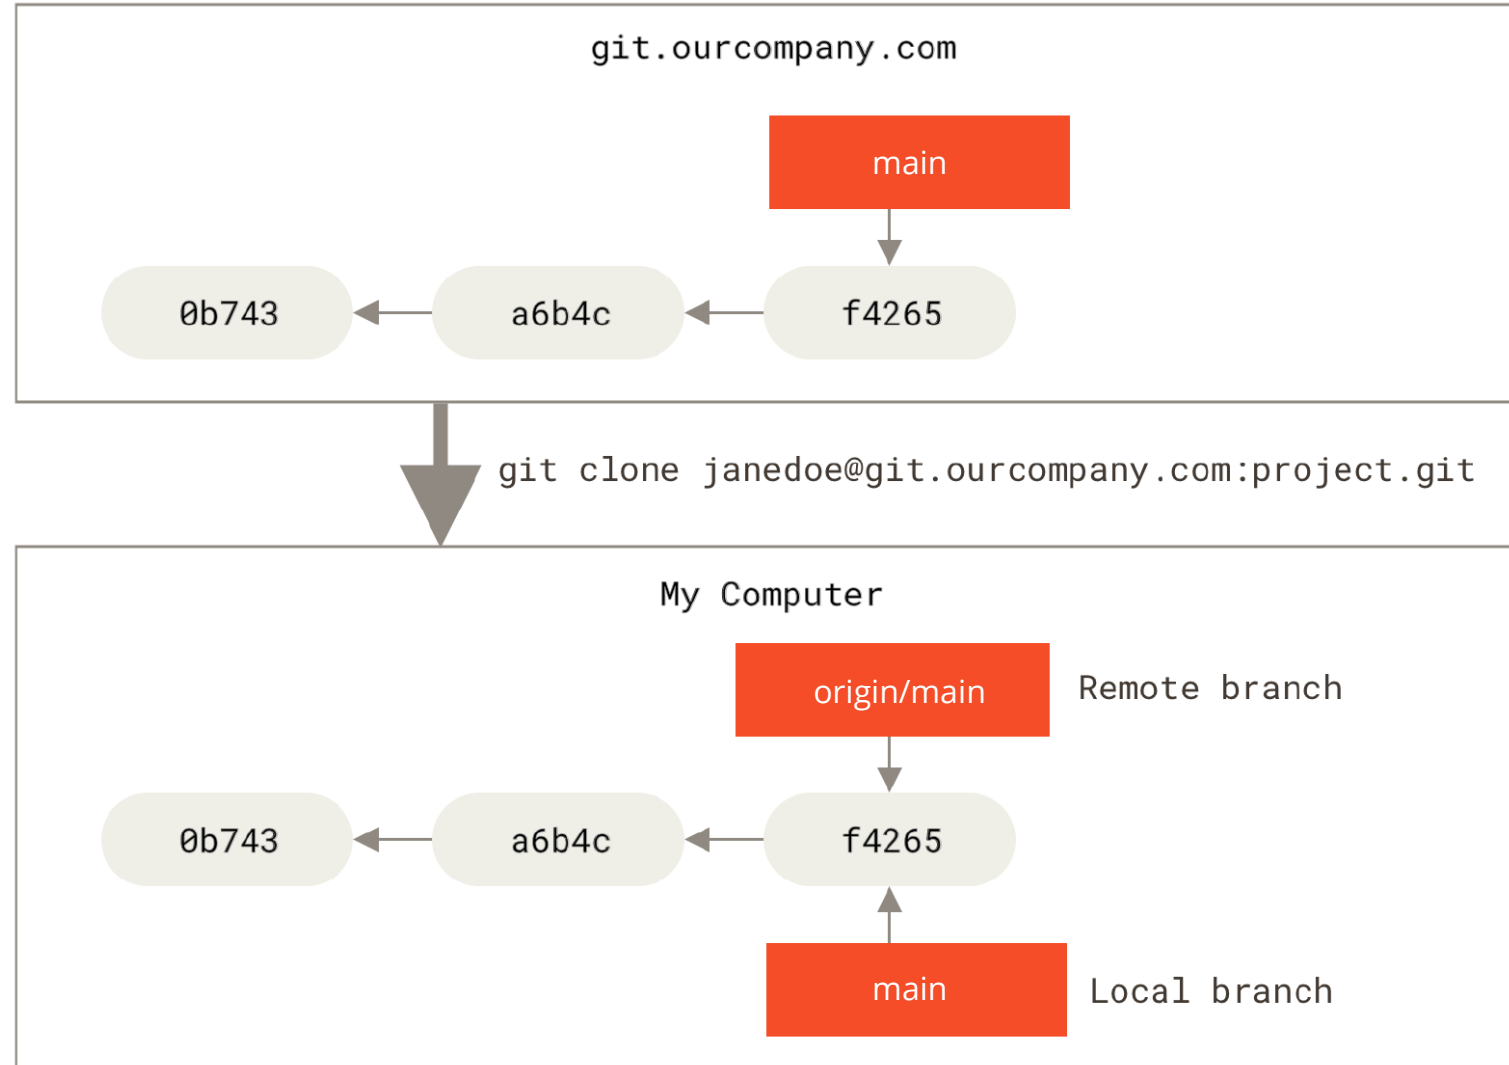 git.ourcompany.com
main
0b743
a6b4c
f4265
git clone janedoe@git.ourcompany.com:project.git
My Computer
origin/main
Remote branch
0b743
a6b4c
f4265
main
Local branch